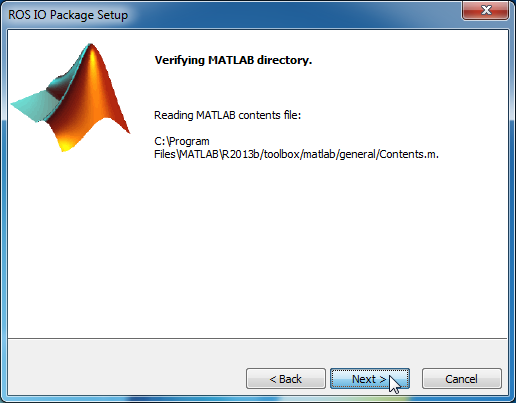 ROS IO Package Setup
Verifying MATLAB directory.
Reading MATLAB contents file:
C:\Program
Files\MATLAB\R2013b/toolbox/matlab/general/Contents.m.
< Back
Next >
Cancel